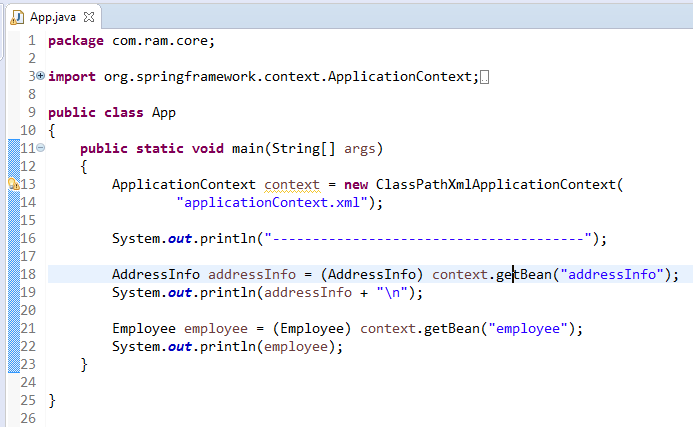 App.java
1 package com.ram.core;
2
3 import org.springframework.context.ApplicationContext;
8
9 public class App
10 {
11     public static void main(String[] args)
12     {
13         ApplicationContext context = new ClassPathXmlApplicationContext(
14                 "applicationContext.xml");
15
16         System.out.println("---------------------------------------");
17
18         AddressInfo addressInfo = (AddressInfo) context.getBean("addressInfo");
19         System.out.println(addressInfo + "\n");
20
21         Employee employee = (Employee) context.getBean("employee");
22         System.out.println(employee);
23     }
24
25 }
26